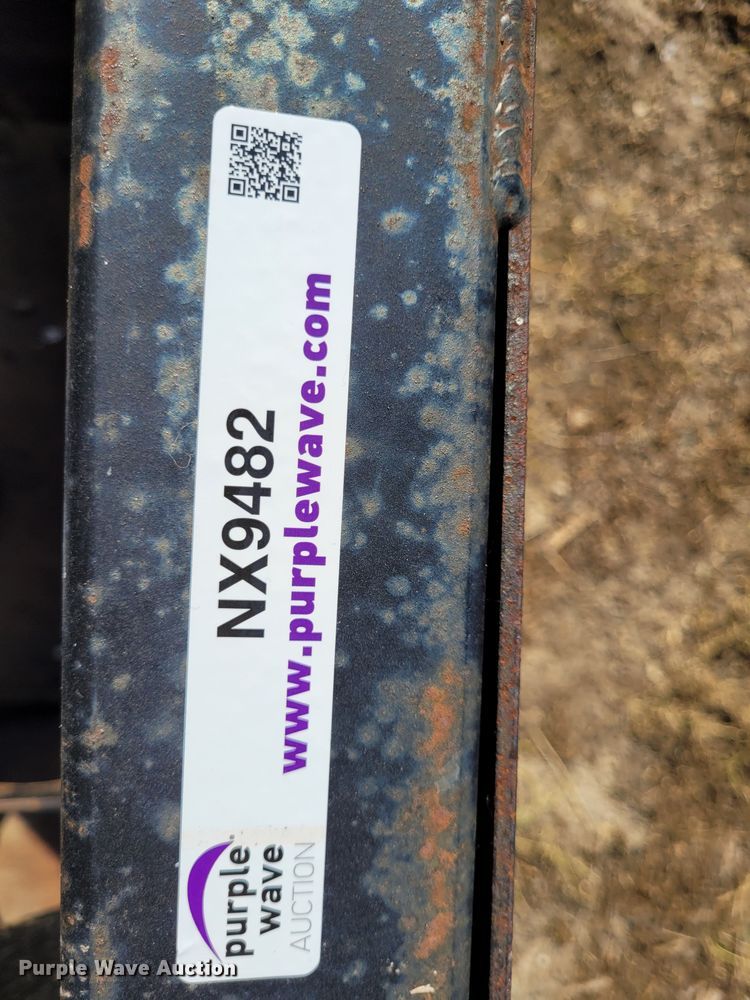 purple
wave
AUCTION
NX9482
www.purplewave.com
Purple Wave Auction